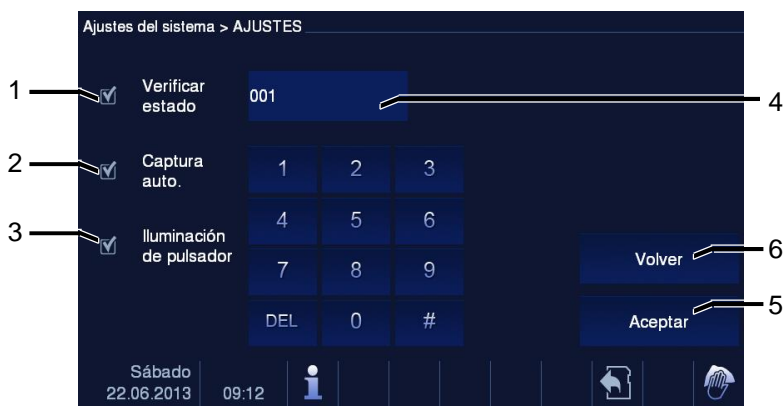 Ajustes del sistema > AJUSTES
1
Verificar
estado
001
4
2
Captura
auto.
1 2 3
3
Iluminación
de pulsador
4 5 6
7 8 9
Volver
6
DEL 0 #
Aceptar
5
Sábado
22.06.2013 09:12